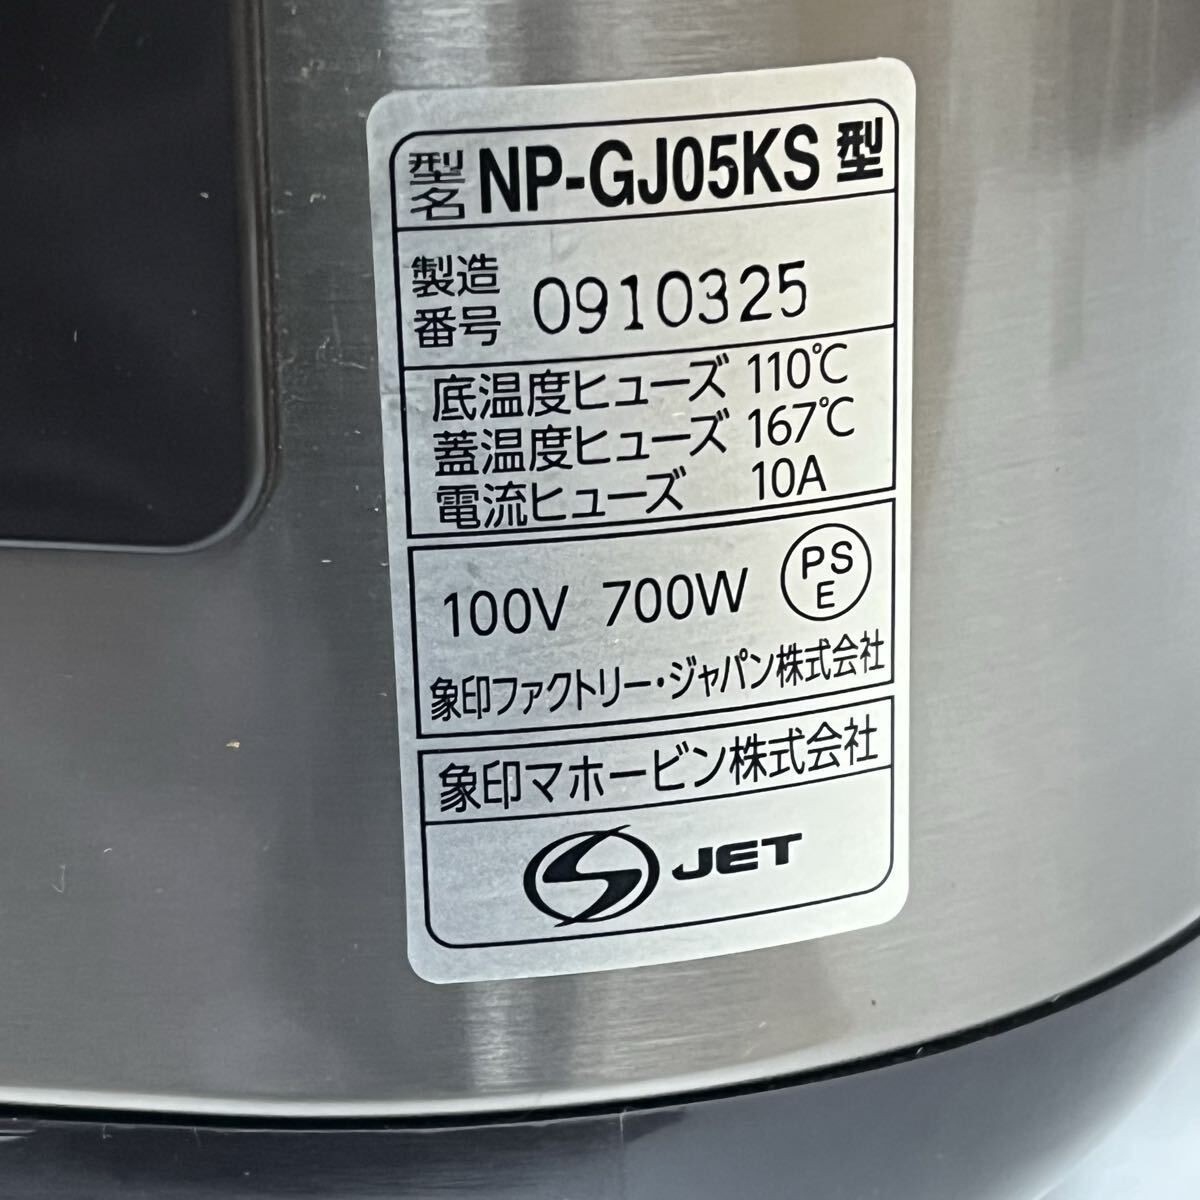 型名 NP-GJ05KS 型
製造番号 0910325
底温度ヒューズ 110℃
蓋温度ヒューズ 167℃
電流ヒューズ 10A
100V 700W PSE
象印ファクトリー・ジャパン株式会社
象印マホービン株式会社
JET